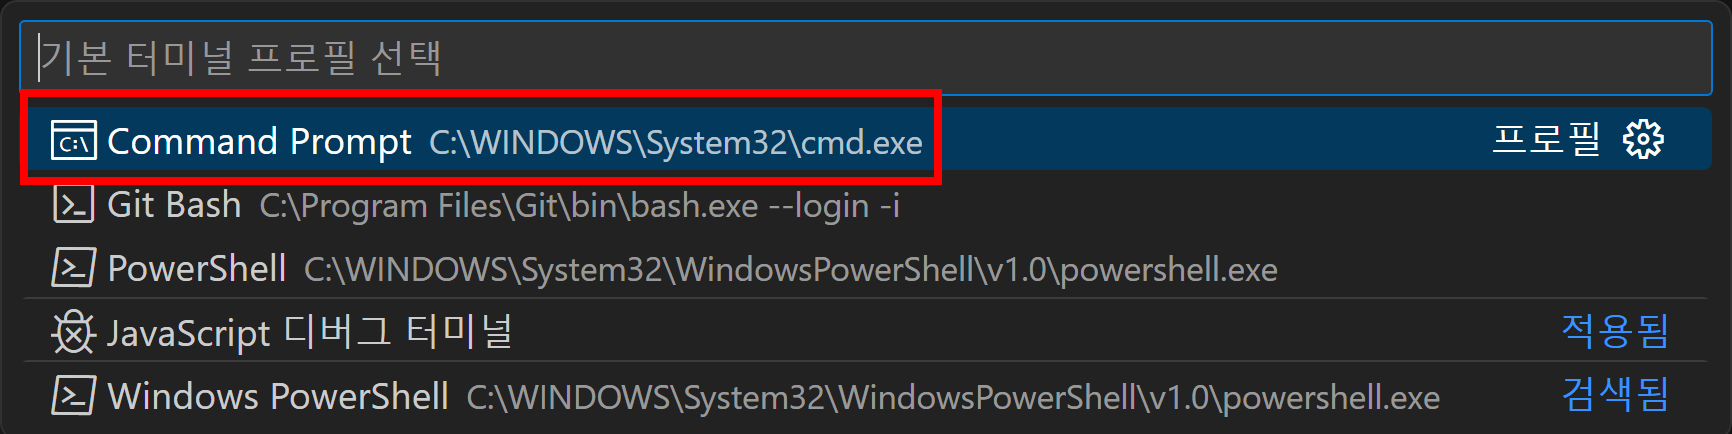 기본 터미널 프로필 선택
C:\ Command Prompt C:\WINDOWS\System32\cmd.exe 프로필
Git Bash C:\Program Files\Git\bin\bash.exe --login -i
PowerShell C:\WINDOWS\System32\WindowsPowerShell\v1.0\powershell.exe
JavaScript 디버그 터미널 적용됨
Windows PowerShell C:\WINDOWS\System32\WindowsPowerShell\v1.0\powershell.exe 검색됨